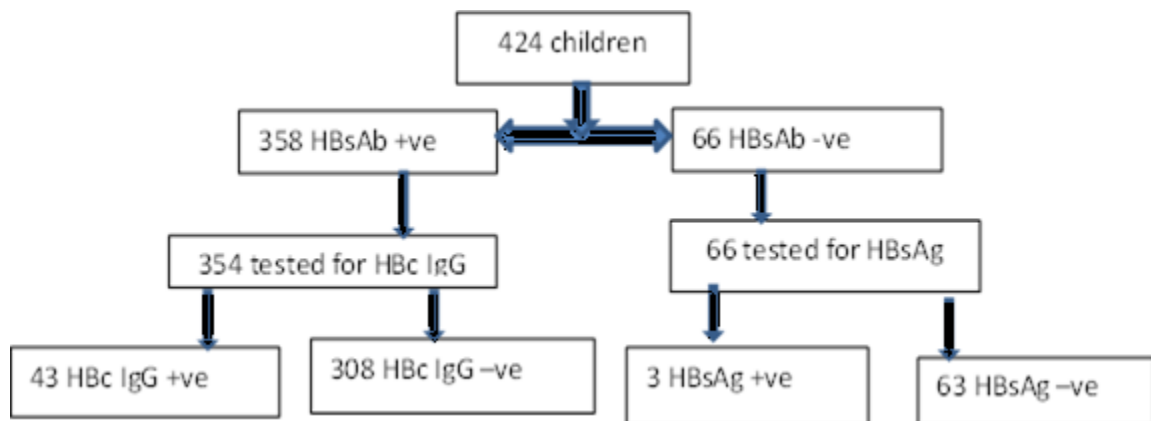 424 children
358 HBsAb +ve
66 HBsAb -ve
354 tested for HBc IgG
66 tested for HBsAg
43 HBc IgG +ve
308 HBc IgG –ve
3 HBsAg +ve
63 HBsAg –ve